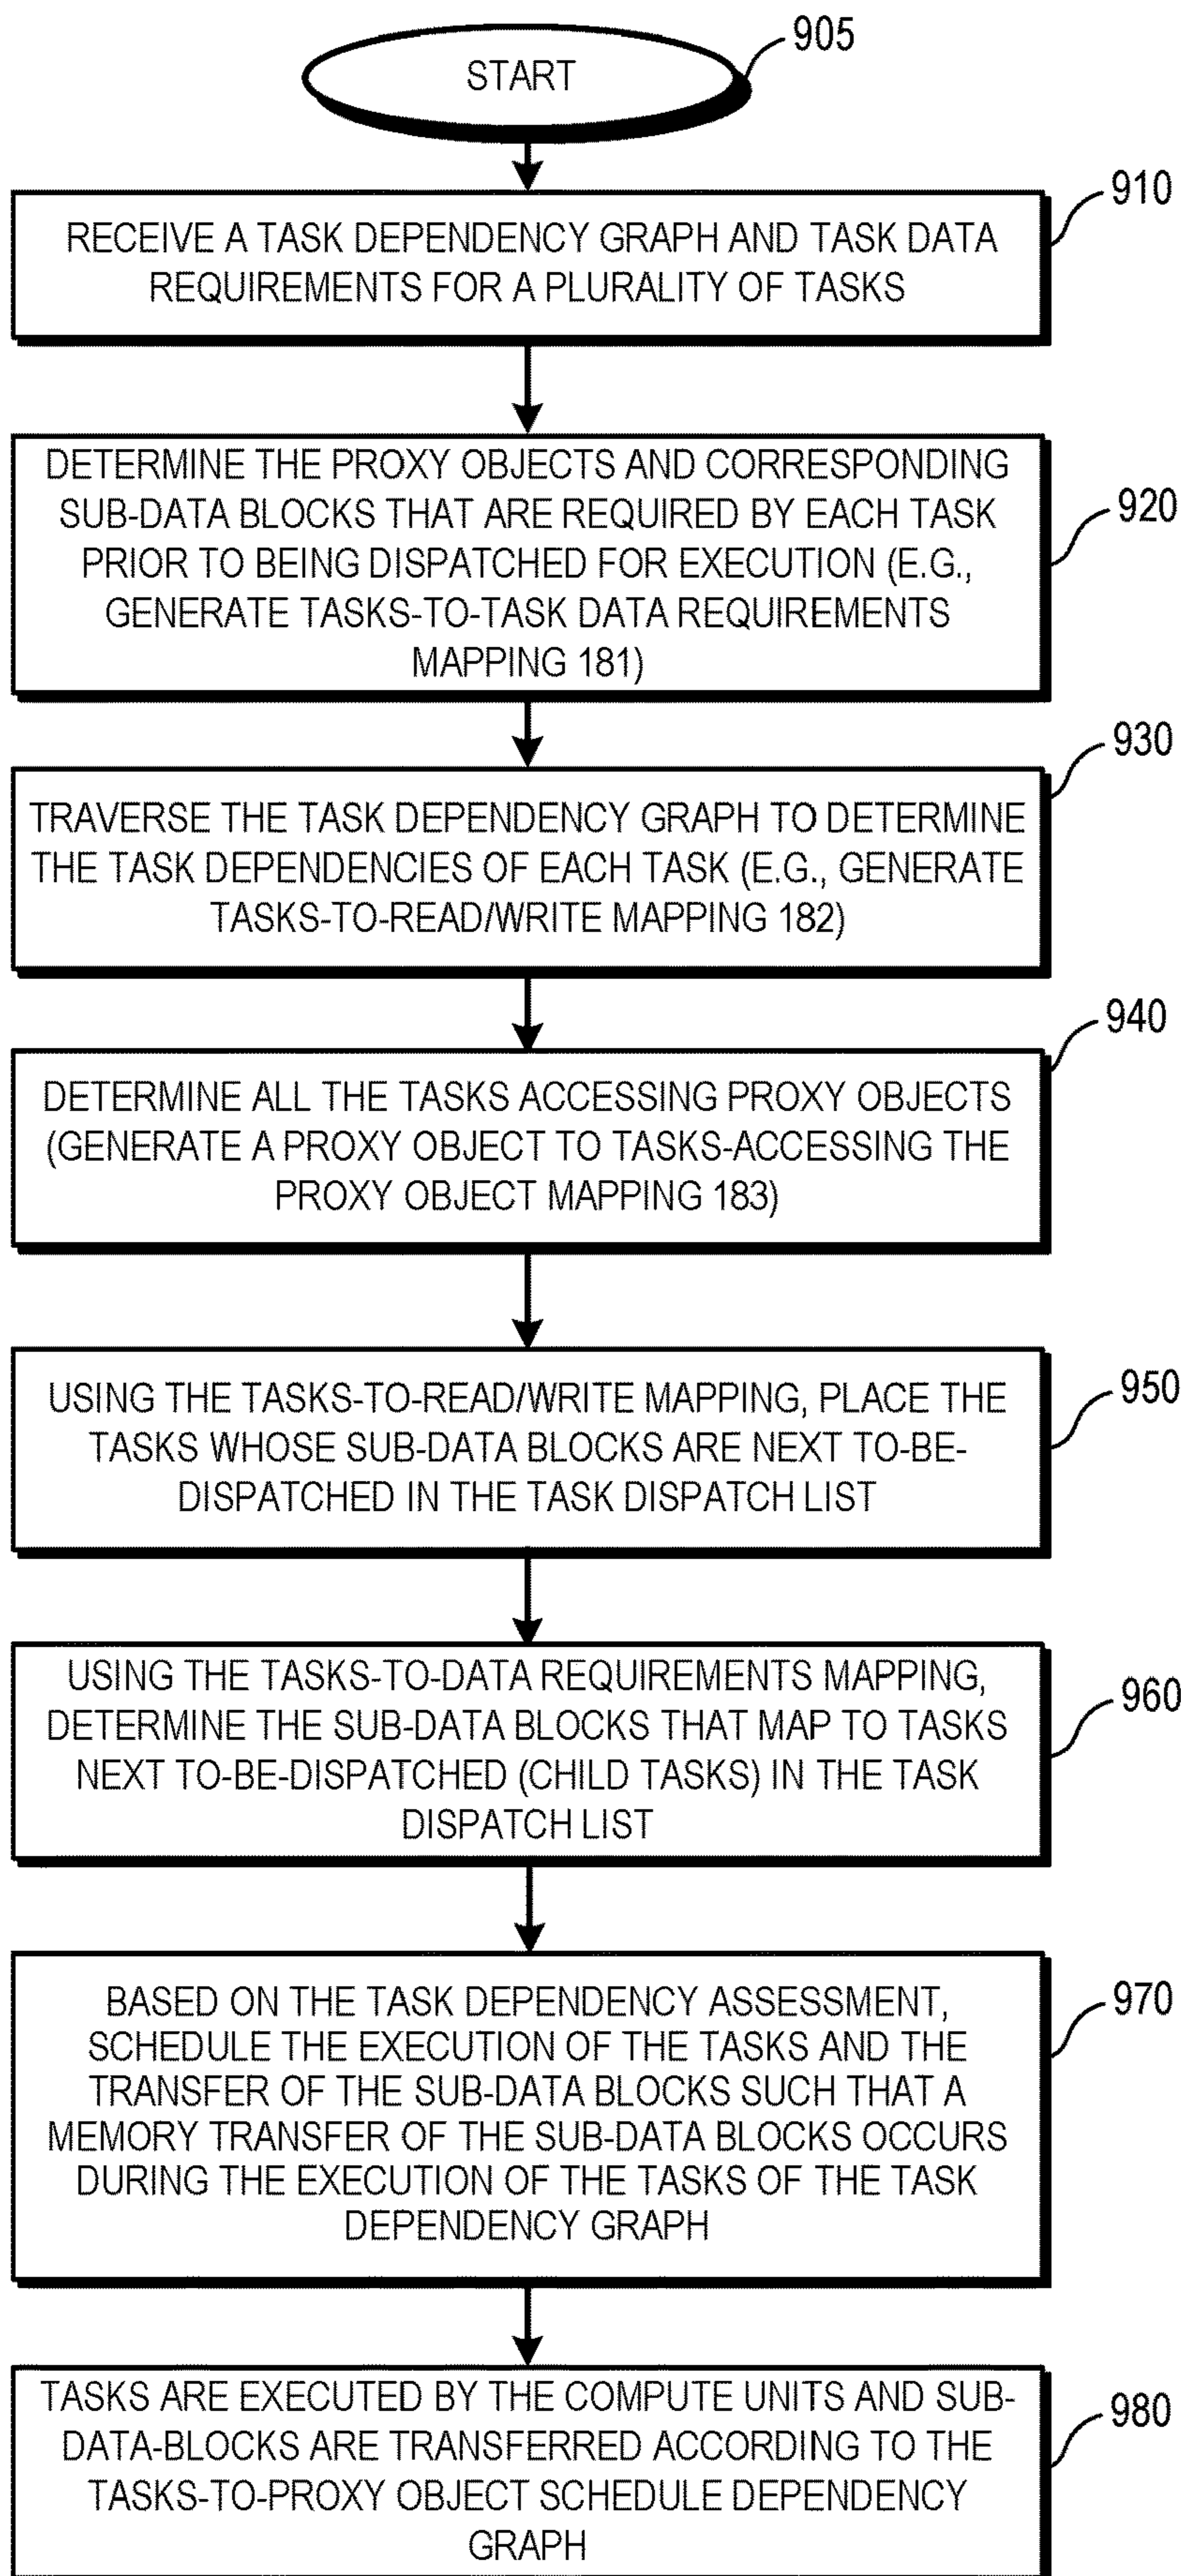 START
905
RECEIVE A TASK DEPENDENCY GRAPH AND TASK DATA
REQUIREMENTS FOR A PLURALITY OF TASKS
910
DETERMINE THE PROXY OBJECTS AND CORRESPONDING
SUB-DATA BLOCKS THAT ARE REQUIRED BY EACH TASK
PRIOR TO BEING DISPATCHED FOR EXECUTION (E.G.,
GENERATE TASKS-TO-TASK DATA REQUIREMENTS
MAPPING 181)
920
TRAVERSE THE TASK DEPENDENCY GRAPH TO DETERMINE
THE TASK DEPENDENCIES OF EACH TASK (E.G., GENERATE
TASKS-TO-READ/WRITE MAPPING 182)
930
DETERMINE ALL THE TASKS ACCESSING PROXY OBJECTS
(GENERATE A PROXY OBJECT TO TASKS-ACCESSING THE
PROXY OBJECT MAPPING 183)
940
USING THE TASKS-TO-READ/WRITE MAPPING, PLACE THE
TASKS WHOSE SUB-DATA BLOCKS ARE NEXT TO-BE-
DISPATCHED IN THE TASK DISPATCH LIST
950
USING THE TASKS-TO-DATA REQUIREMENTS MAPPING,
DETERMINE THE SUB-DATA BLOCKS THAT MAP TO TASKS
NEXT TO-BE-DISPATCHED (CHILD TASKS) IN THE TASK
DISPATCH LIST
960
BASED ON THE TASK DEPENDENCY ASSESSMENT,
SCHEDULE THE EXECUTION OF THE TASKS AND THE
TRANSFER OF THE SUB-DATA BLOCKS SUCH THAT A
MEMORY TRANSFER OF THE SUB-DATA BLOCKS OCCURS
DURING THE EXECUTION OF THE TASKS OF THE TASK
DEPENDENCY GRAPH
970
TASKS ARE EXECUTED BY THE COMPUTE UNITS AND SUB-
DATA-BLOCKS ARE TRANSFERRED ACCORDING TO THE
TASKS-TO-PROXY OBJECT SCHEDULE DEPENDENCY
GRAPH
980